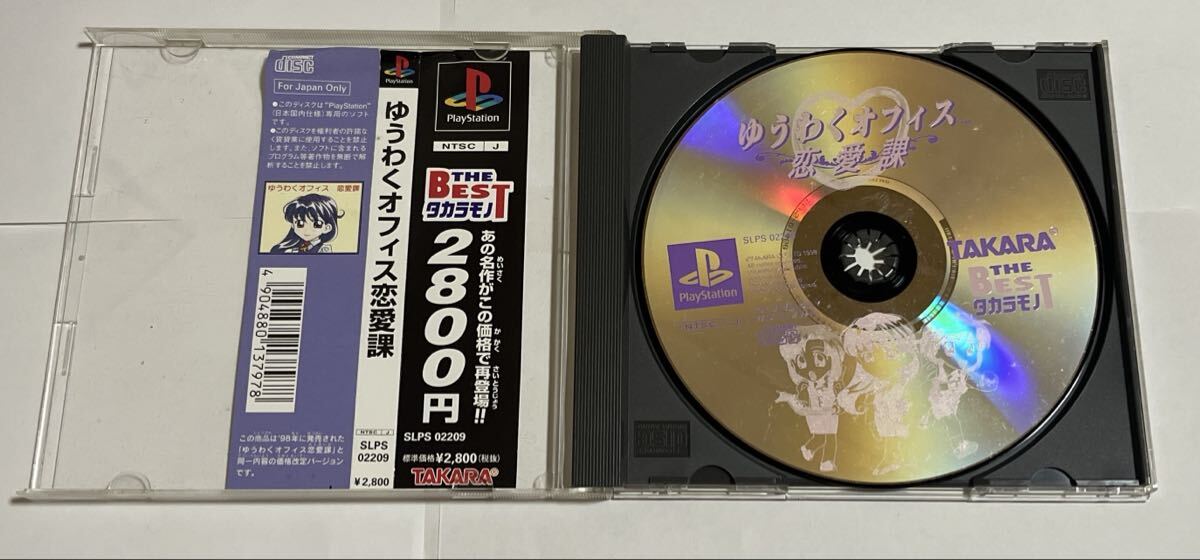 COMPACT
disc
For Japan Only
●このディスクは"PlayStation"
(日本国内仕様)専用のソフト
です。
●このディスクを権利者の許諾な
く賃貸業に使用することを禁止
します。また、ソフトに含まれる
プログラム等著作物を無断で解
析することを禁止します。
ゆうわくオフィス 恋愛課
4904880137978
この商品は'98年に発売された
「ゆうわくオフィス恋愛課」と
同一内容の価格改定バージョン
です。
PlayStation
ゆうわくオフィス恋愛課
NTSC J
SLPS
02209
¥2,800
PlayStation
NTSC J
THE
BEST
タカラモノ
あの名作がこの価格で再登場!!
めいさく
かかく
さいとうじょう
2800円
SLPS 02209
標準価格¥2,800(税抜)
TAKARA
ゆうわくオフィス
恋愛課
SLPS 022
PlayStation
NTSC J
TAKARA
THE
BEST
タカラモノ